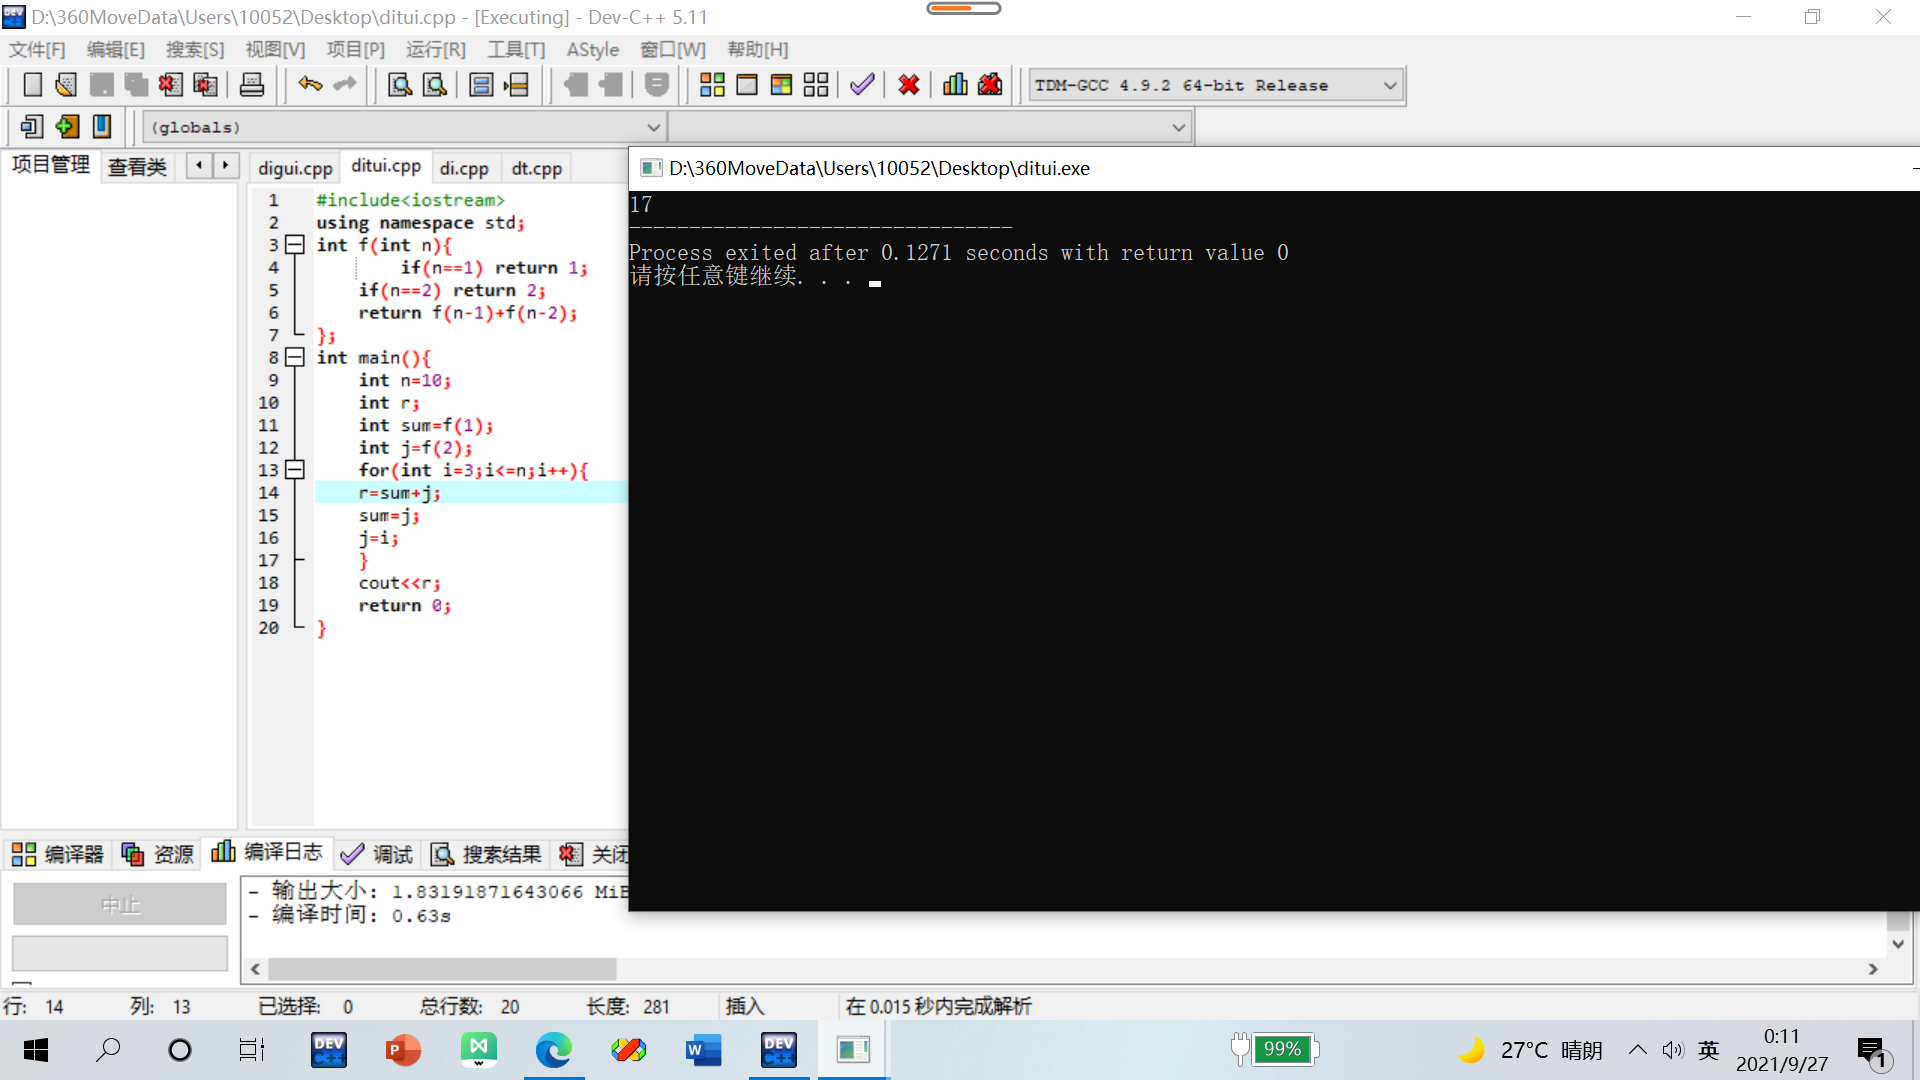 D:\360MoveData\Users\10052\Desktop\ditui.cpp - [Executing] - Dev-C++ 5.11
文件[F] 编辑[E] 搜索[S] 视图[V] 项目[P] 运行[R] 工具[T] AStyle 窗口[W] 帮助[H]
TDM-GCC 4.9.2 64-bit Release
(globals)
项目管理 查看类
digui.cpp ditui.cpp di.cpp dt.cpp
1 #include<iostream>
2 using namespace std;
3 int f(int n){
4 if(n==1) return 1;
5 if(n==2) return 2;
6 return f(n-1)+f(n-2);
7 };
8 int main(){
9 int n=10;
10 int r;
11 int sum=f(1);
12 int j=f(2);
13 for(int i=3;i<=n;i++){
14 r=sum+j;
15 sum=j;
16 j=i;
17 }
18 cout<<r;
19 return 0;
20 }
D:\360MoveData\Users\10052\Desktop\ditui.exe
17
--------------------------------
Process exited after 0.1271 seconds with return value 0
请按任意键继续. . .
编译器 资源 编译日志 调试 搜索结果 关闭
中止
- 输出大小: 1.83191871643066 MiB
- 编译时间: 0.63s
行: 14 列: 13 已选择: 0 总行数: 20 长度: 281 插入 在 0.015 秒内完成解析
DEV C++ P W DEV C++ 99% 27°C 晴朗 英 0:11
2021/9/27 1